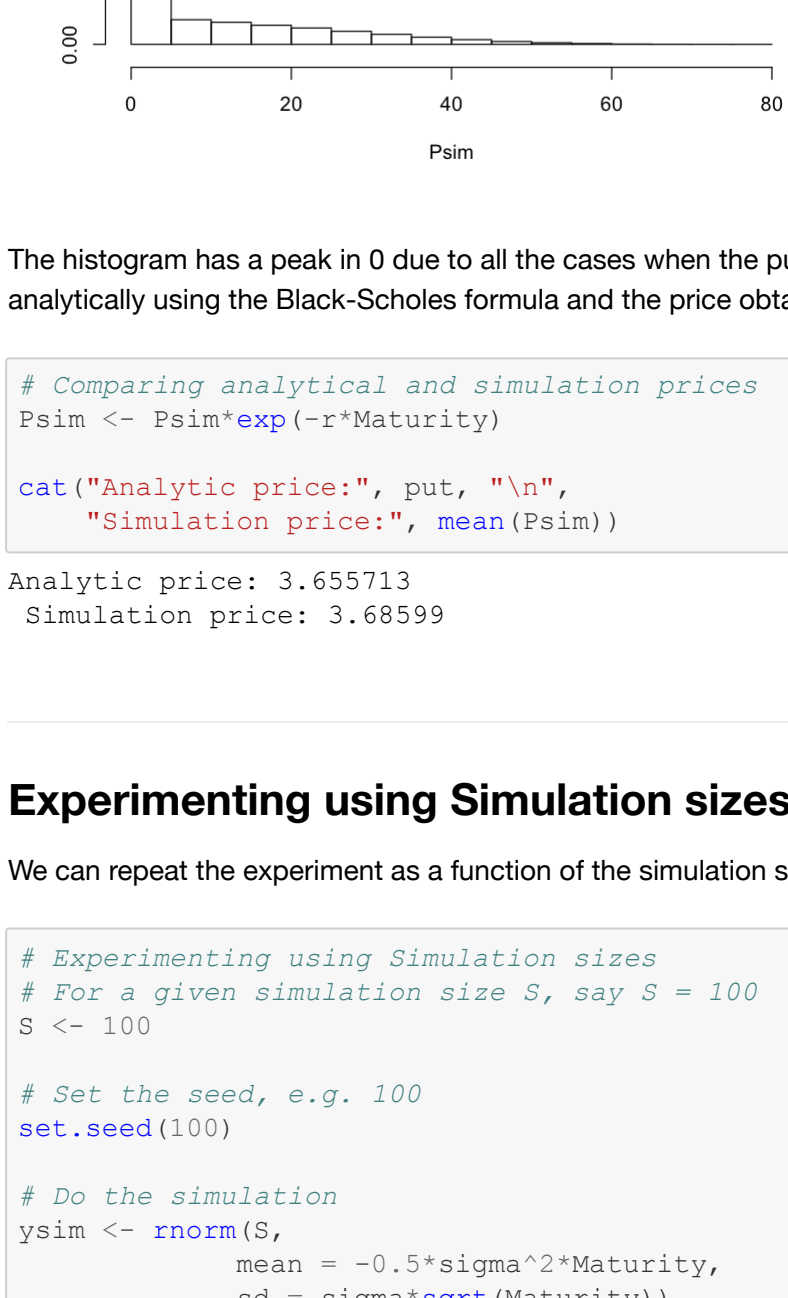 0.00
0 20 40 60 80
Psim
The histogram has a peak in 0 due to all the cases when the
analytically using the Black-Scholes formula and the price
# Comparing analytical and simulation prices
Psim <- Psim*exp(-r*Maturity)
cat("Analytic price:", put, "\n",
"Simulation price:", mean(Psim))
Analytic price: 3.655713
Simulation price: 3.68599
Experimenting using Simulation sizes
We can repeat the experiment as a function of the simulation
# Experimenting using Simulation sizes
# For a given simulation size S, say S = 100
S <- 100
# Set the seed, e.g. 100
set.seed(100)
# Do the simulation
ysim <- rnorm(S,
mean = -0.5*sigma^2*Maturity,
sd = sigma*sqrt(Maturity))